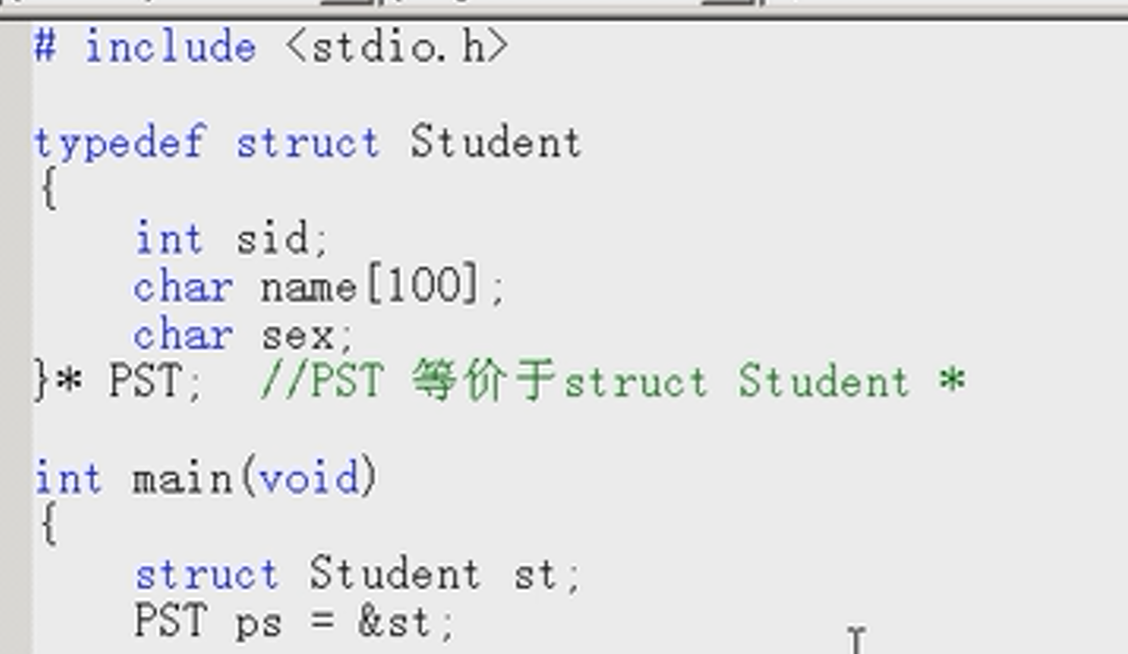 # include <stdio.h>
typedef struct Student
{
int sid;
char name[100];
char sex;
}* PST; //PST 等价于struct Student *
int main(void)
{
struct Student st;
PST ps = &st;